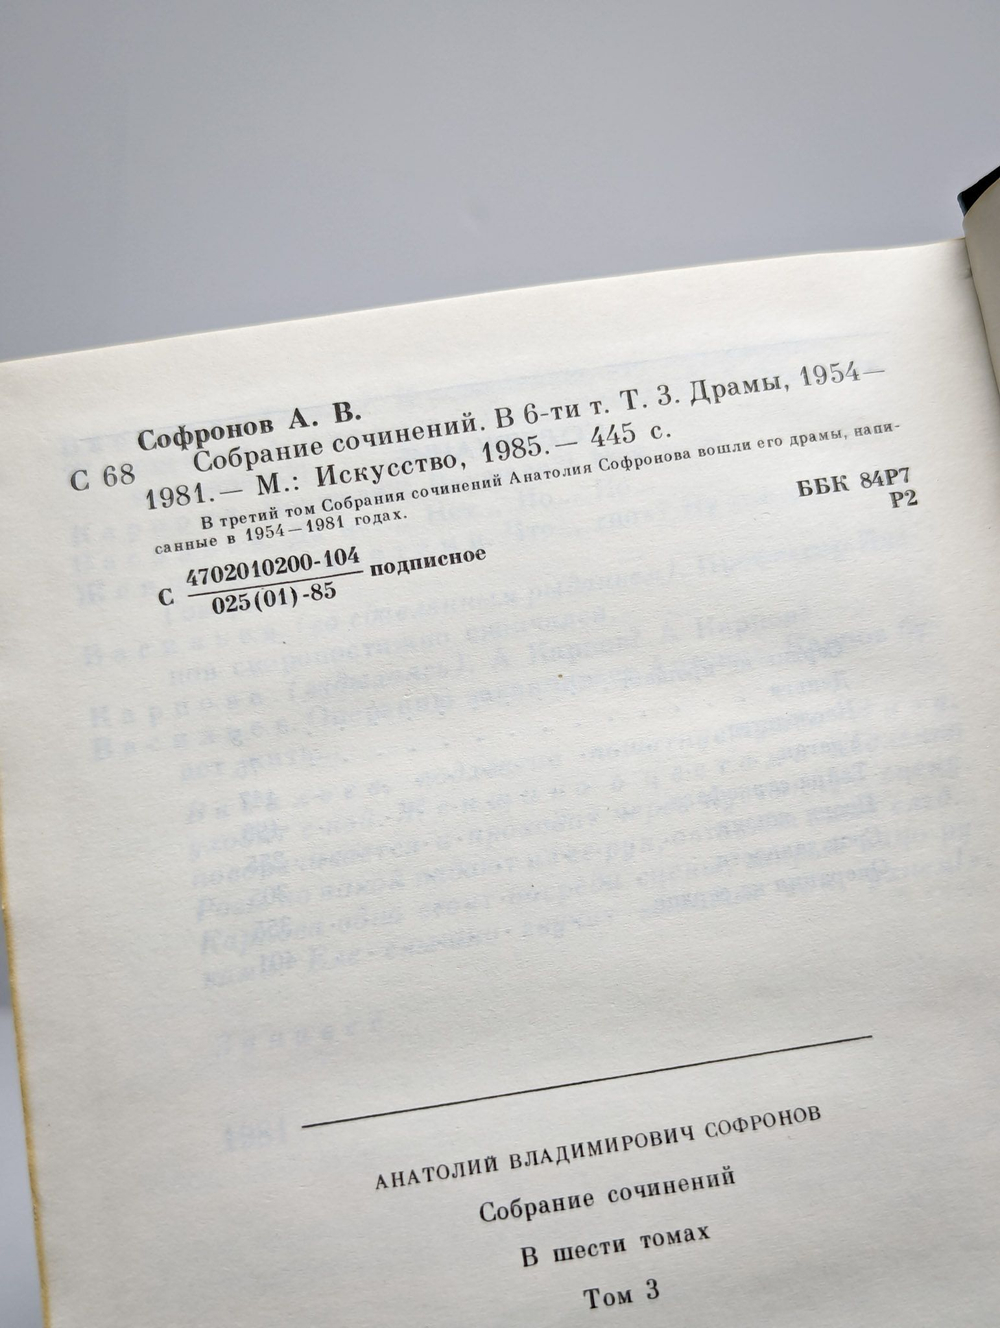 Софронов А. В.
С 68 Собрание сочинений. В 6-ти т. Т. 3. Драмы, 1954—
1981.— М.: Искусство, 1985.— 445 с.
В третий том Собрания сочинений Анатолия Софронова вошли его драмы, напи-
санные в 1954—1981 годах.
С 4702010200-104 подписное
025(01)-85
ББК 84Р7
Р2
АНАТОЛИЙ ВЛАДИМИРОВИЧ СОФРОНОВ
Собрание сочинений
В шести томах
Том 3